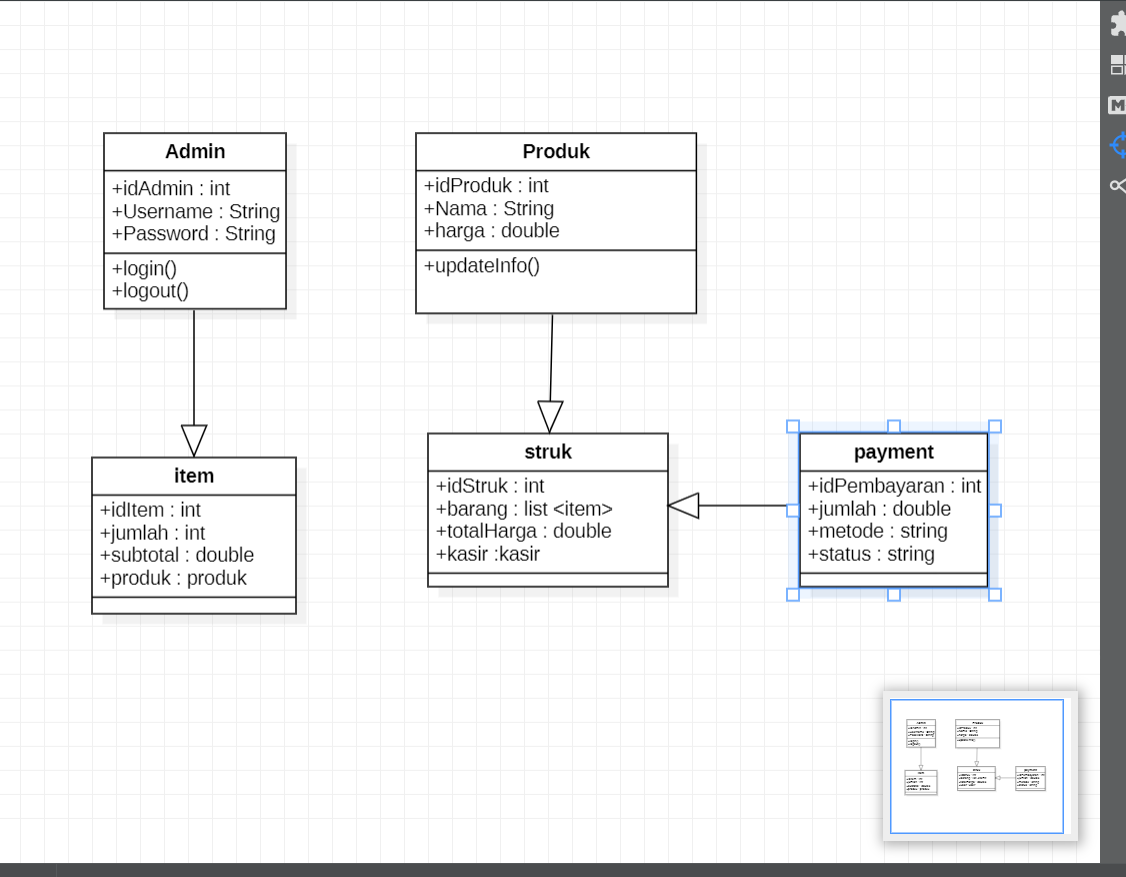 Admin
+idAdmin : int
+Username : String
+Password : String
+login()
+logout()
Produk
+idProduk : int
+Nama : String
+harga : double
+updateInfo()
item
+idItem : int
+jumlah : int
+subtotal : double
+produk : produk
struk
+idStruk : int
+barang : list <item>
+totalHarga : double
+kasir :kasir
payment
+idPembayaran : int
+jumlah : double
+metode : string
+status : string
M